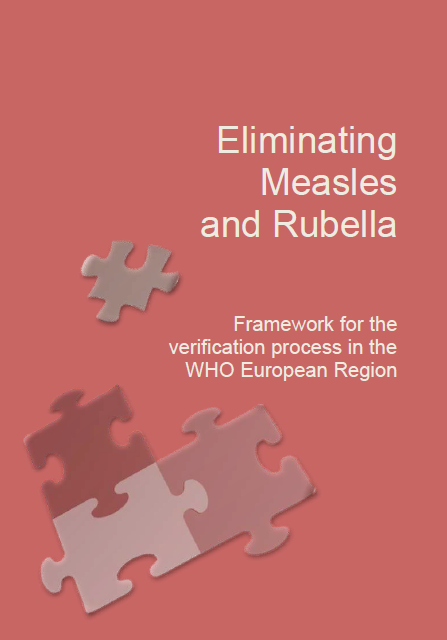 Eliminating
Measles
and Rubella
Framework for the
verification process in the
WHO European Region